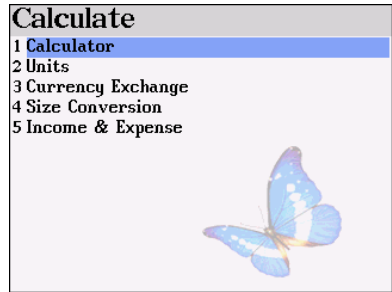 Calculate
1 Calculator
2 Units
3 Currency Exchange
4 Size Conversion
5 Income & Expense